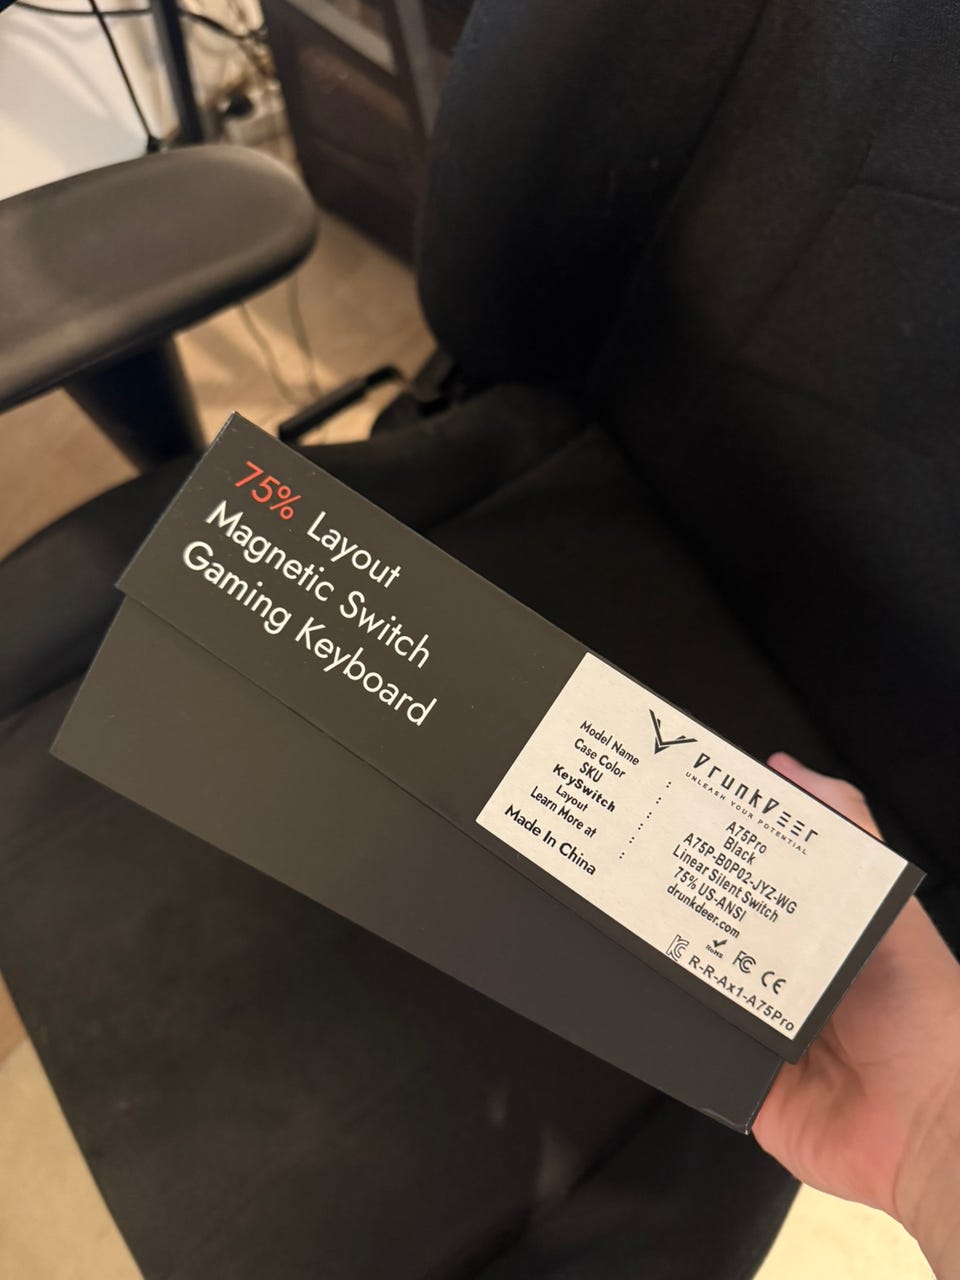 75% Layout
Magnetic Switch
Gaming Keyboard
DrunkDeer
UNLEASH YOUR POTENTIAL
Model Name : A75Pro
Case Color : Black
SKU : A75P-B0P02-JYZ-WG
KeySwitch : Linear Silent Switch
Layout : 75% US-ANSI
Learn More at : drunkdeer.com
Made In China
RoHS FC CE
R-R-Ax1-A75Pro